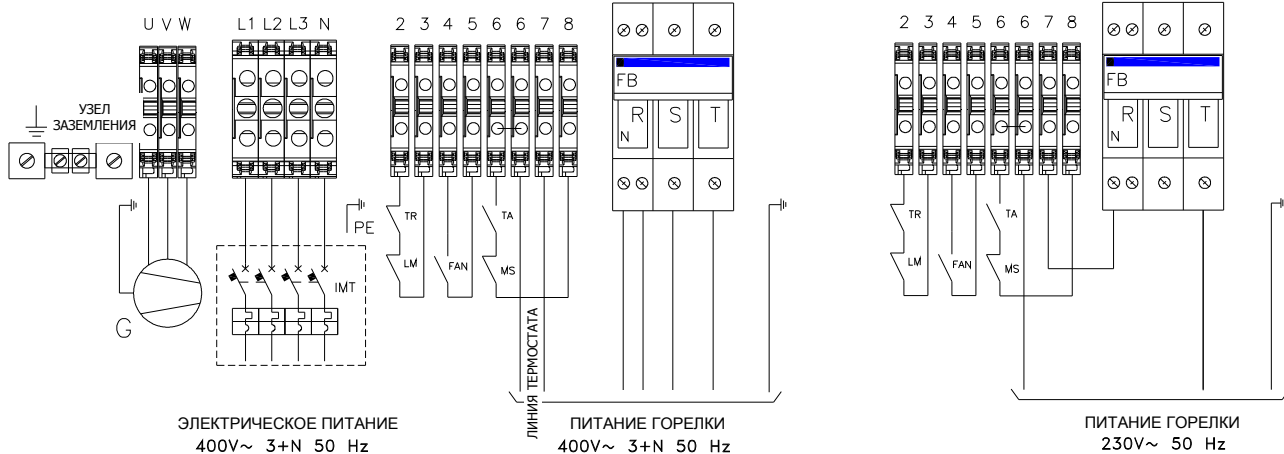 U V W
L1 L2 L3 N
2 3 4 5 6 6 7 8
FB
R S T
N
УЗЕЛ
ЗАЗЕМЛЕНИЯ
PE
TR
LM
FAN
TA
MS
IMT
G
ЛИНИЯ ТЕРМОСТАТА
ЭЛЕКТРИЧЕСКОЕ ПИТАНИЕ
400V~ 3+N 50 Hz
ПИТАНИЕ ГОРЕЛКИ
400V~ 3+N 50 Hz
2 3 4 5 6 6 7 8
FB
R S T
N
TR
LM
FAN
TA
MS
ПИТАНИЕ ГОРЕЛКИ
230V~ 50 Hz